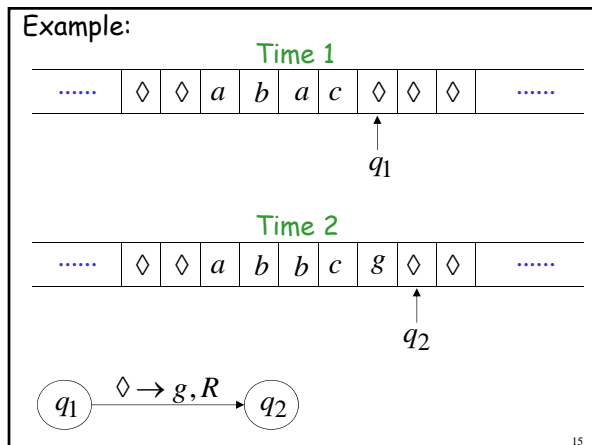 Example:
Time 1
...... ◊ ◊ a b a c ◊ ◊ ◊ ......
q1
Time 2
...... ◊ ◊ a b b c g ◊ ◊ ......
q2
q1 ◊ → g, R q2
15